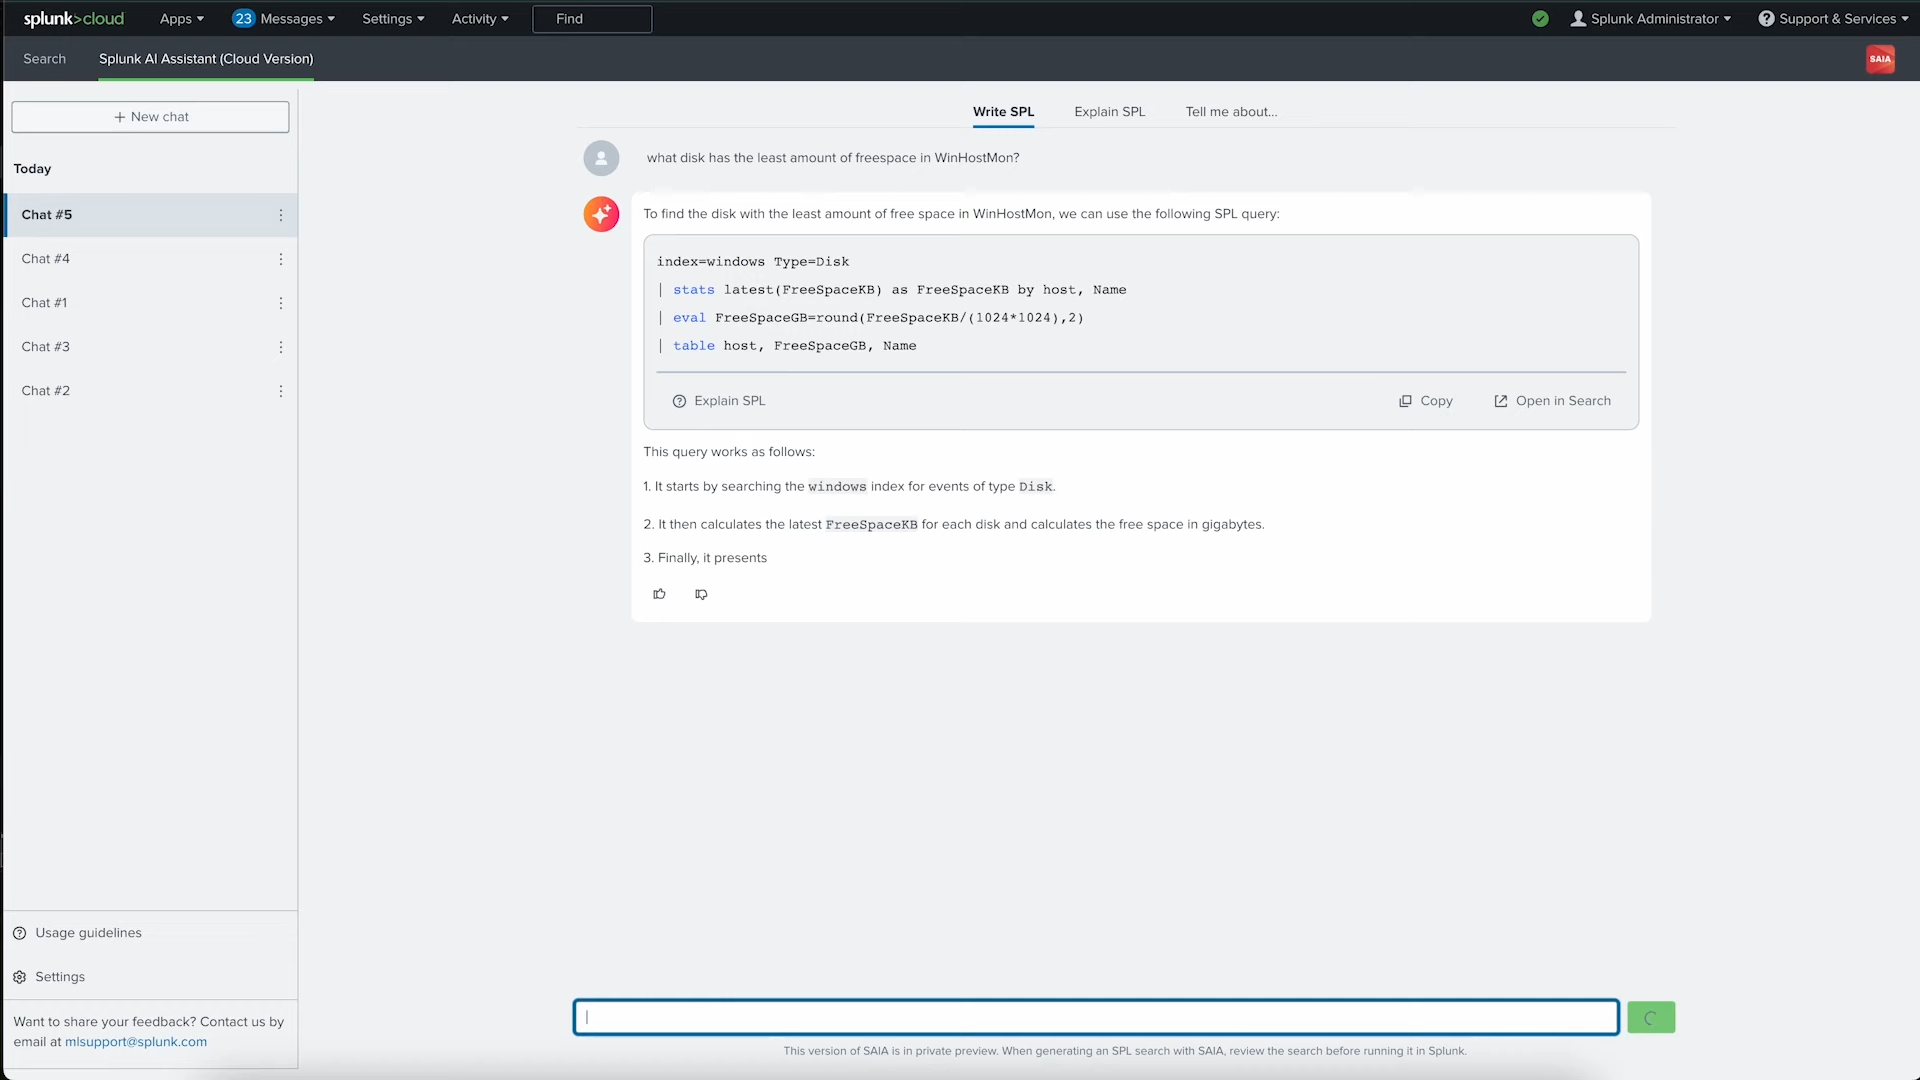 splunk>cloud Apps 23 Messages Settings Activity Find Splunk Administrator Support & Services
Search Splunk AI Assistant (Cloud Version) SAIA
+ New chat
Today
Chat #5
Chat #4
Chat #1
Chat #3
Chat #2
Usage guidelines
Settings
Want to share your feedback? Contact us by
email at mlsupport@splunk.com
Write SPL Explain SPL Tell me about...
what disk has the least amount of freespace in WinHostMon?
To find the disk with the least amount of free space in WinHostMon, we can use the following SPL query:
index=windows Type=Disk
| stats latest(FreeSpaceKB) as FreeSpaceKB by host, Name
| eval FreeSpaceGB=round(FreeSpaceKB/(1024*1024),2)
| table host, FreeSpaceGB, Name
Explain SPL Copy Open in Search
This query works as follows:
1. It starts by searching the windows index for events of type Disk.
2. It then calculates the latest FreeSpaceKB for each disk and calculates the free space in gigabytes.
3. Finally, it presents
This version of SAIA is in private preview. When generating an SPL search with SAIA, review the search before running it in Splunk.